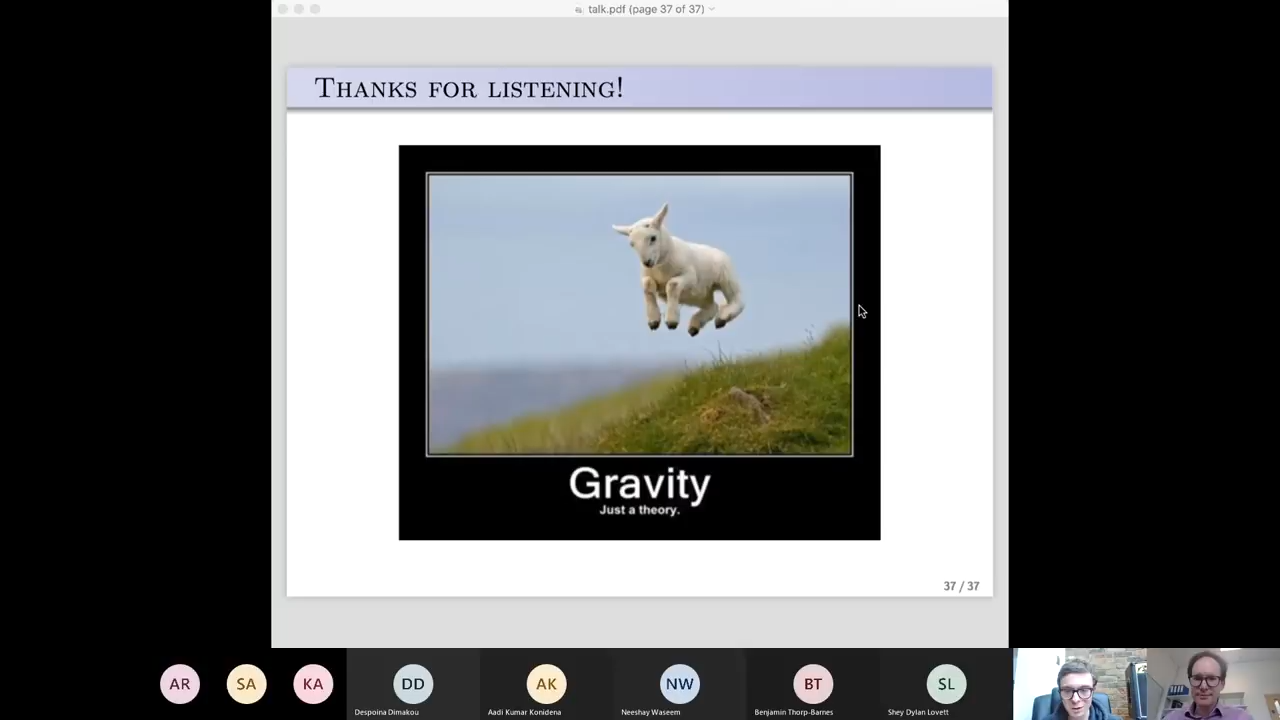 talk.pdf (page 37 of 37)
THANKS FOR LISTENING!
Gravity
Just a theory.
37 / 37
AR
SA
KA
DD
AK
NW
BT
SL
Despoina Dimakou
Aadi Kumar Konidena
Neeshay Waseem
Benjamin Thorp-Barnes
Shey Dylan Lovett